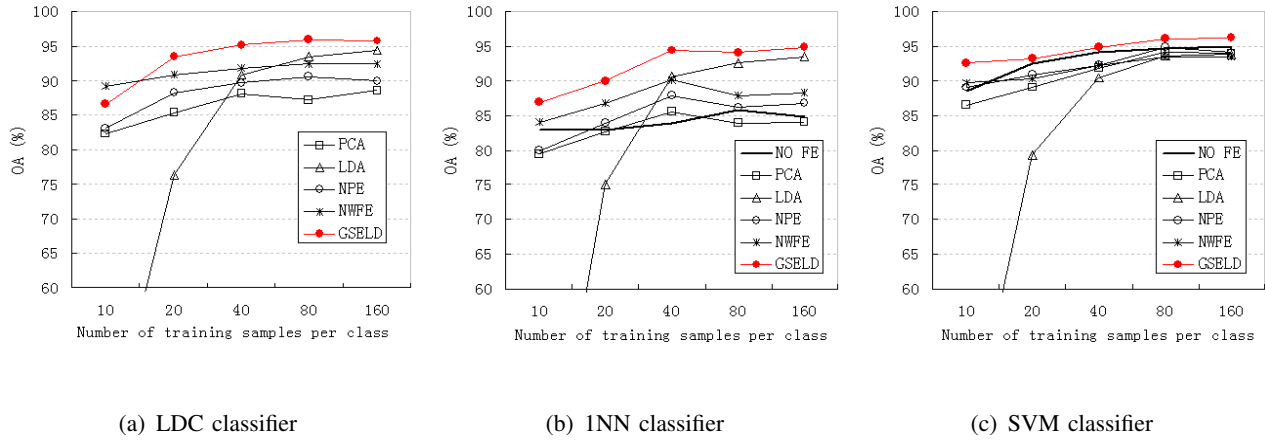 100
95
90
85
80
75
70
65
60
OA (%)
PCA
LDA
NPE
NWFE
GSELD
10 20 40 80 160
Number of training samples per class
(a) LDC classifier
100
95
90
85
80
75
70
65
60
OA (%)
NO FE
PCA
LDA
NPE
NWFE
GSELD
10 20 40 80 160
Number of training samples per class
(b) 1NN classifier
100
95
90
85
80
75
70
65
60
OA (%)
NO FE
PCA
LDA
NPE
NWFE
GSELD
10 20 40 80 160
Number of training samples per class
(c) SVM classifier